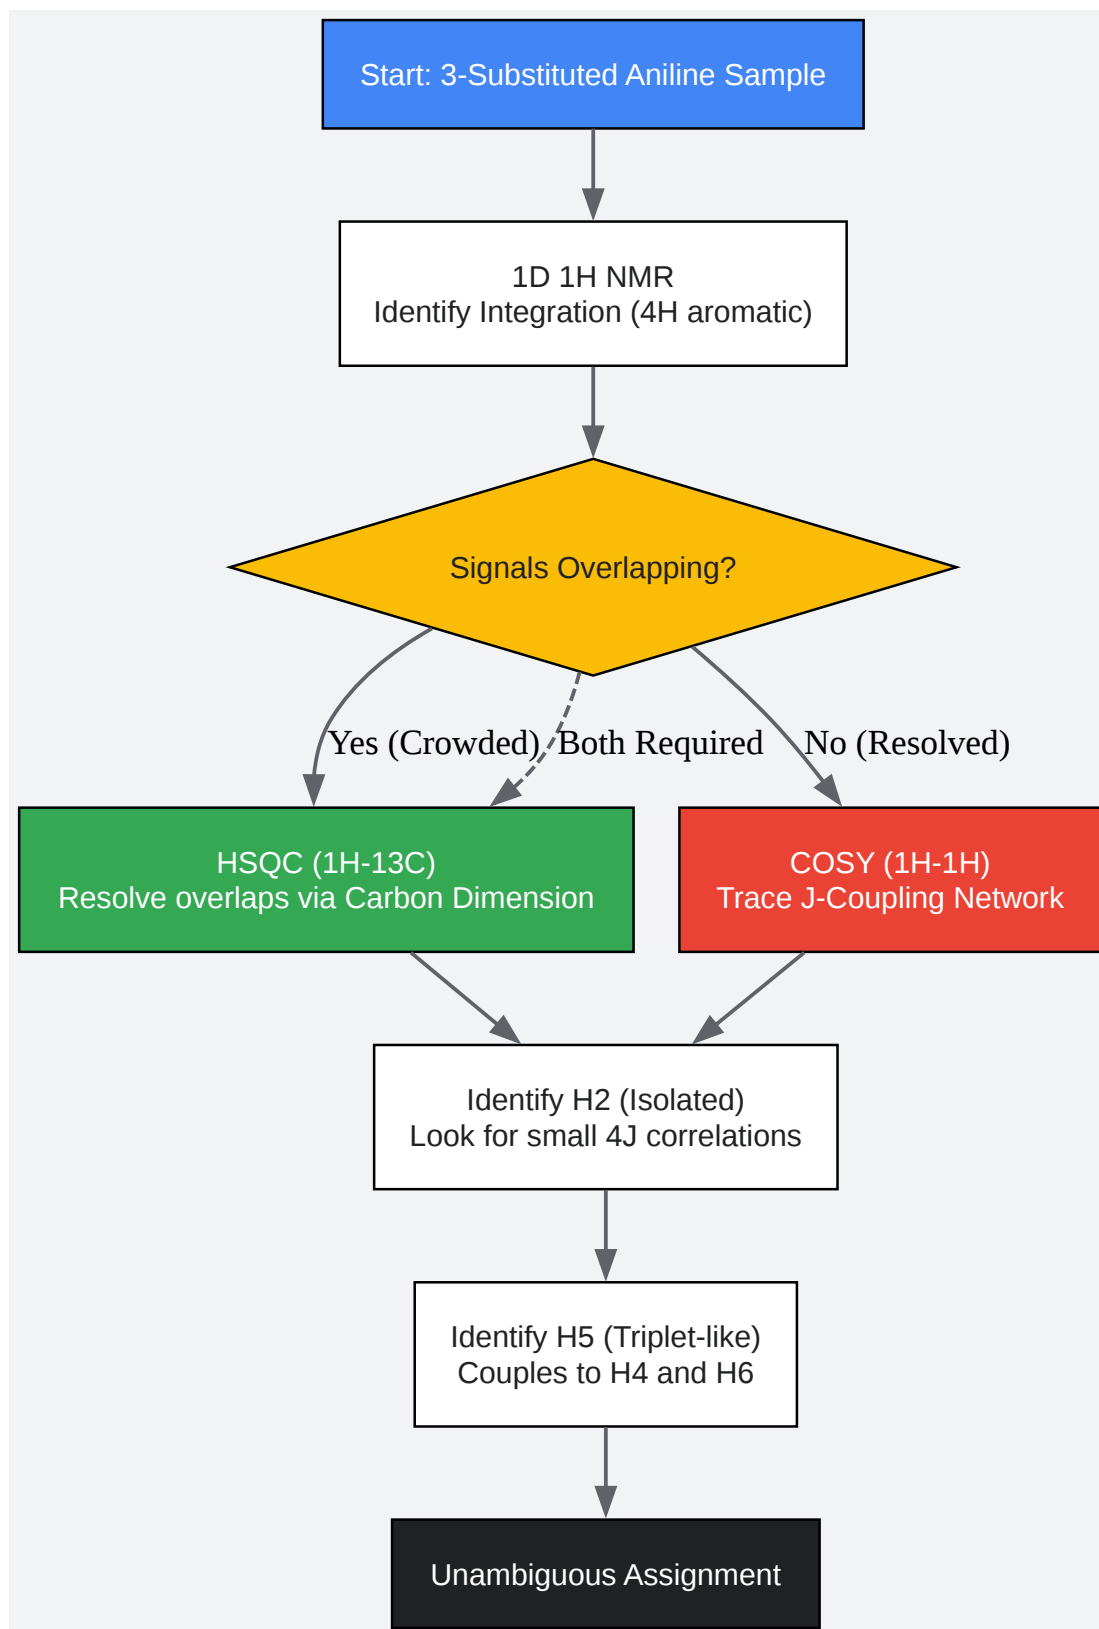 Start: 3-Substituted Aniline Sample
1D 1H NMR
Identify Integration (4H aromatic)
Signals Overlapping?
Yes (Crowded)
Both Required
No (Resolved)
HSQC (1H-13C)
Resolve overlaps via Carbon Dimension
COSY (1H-1H)
Trace J-Coupling Network
Identify H2 (Isolated)
Look for small 4J correlations
Identify H5 (Triplet-like)
Couples to H4 and H6
Unambiguous Assignment